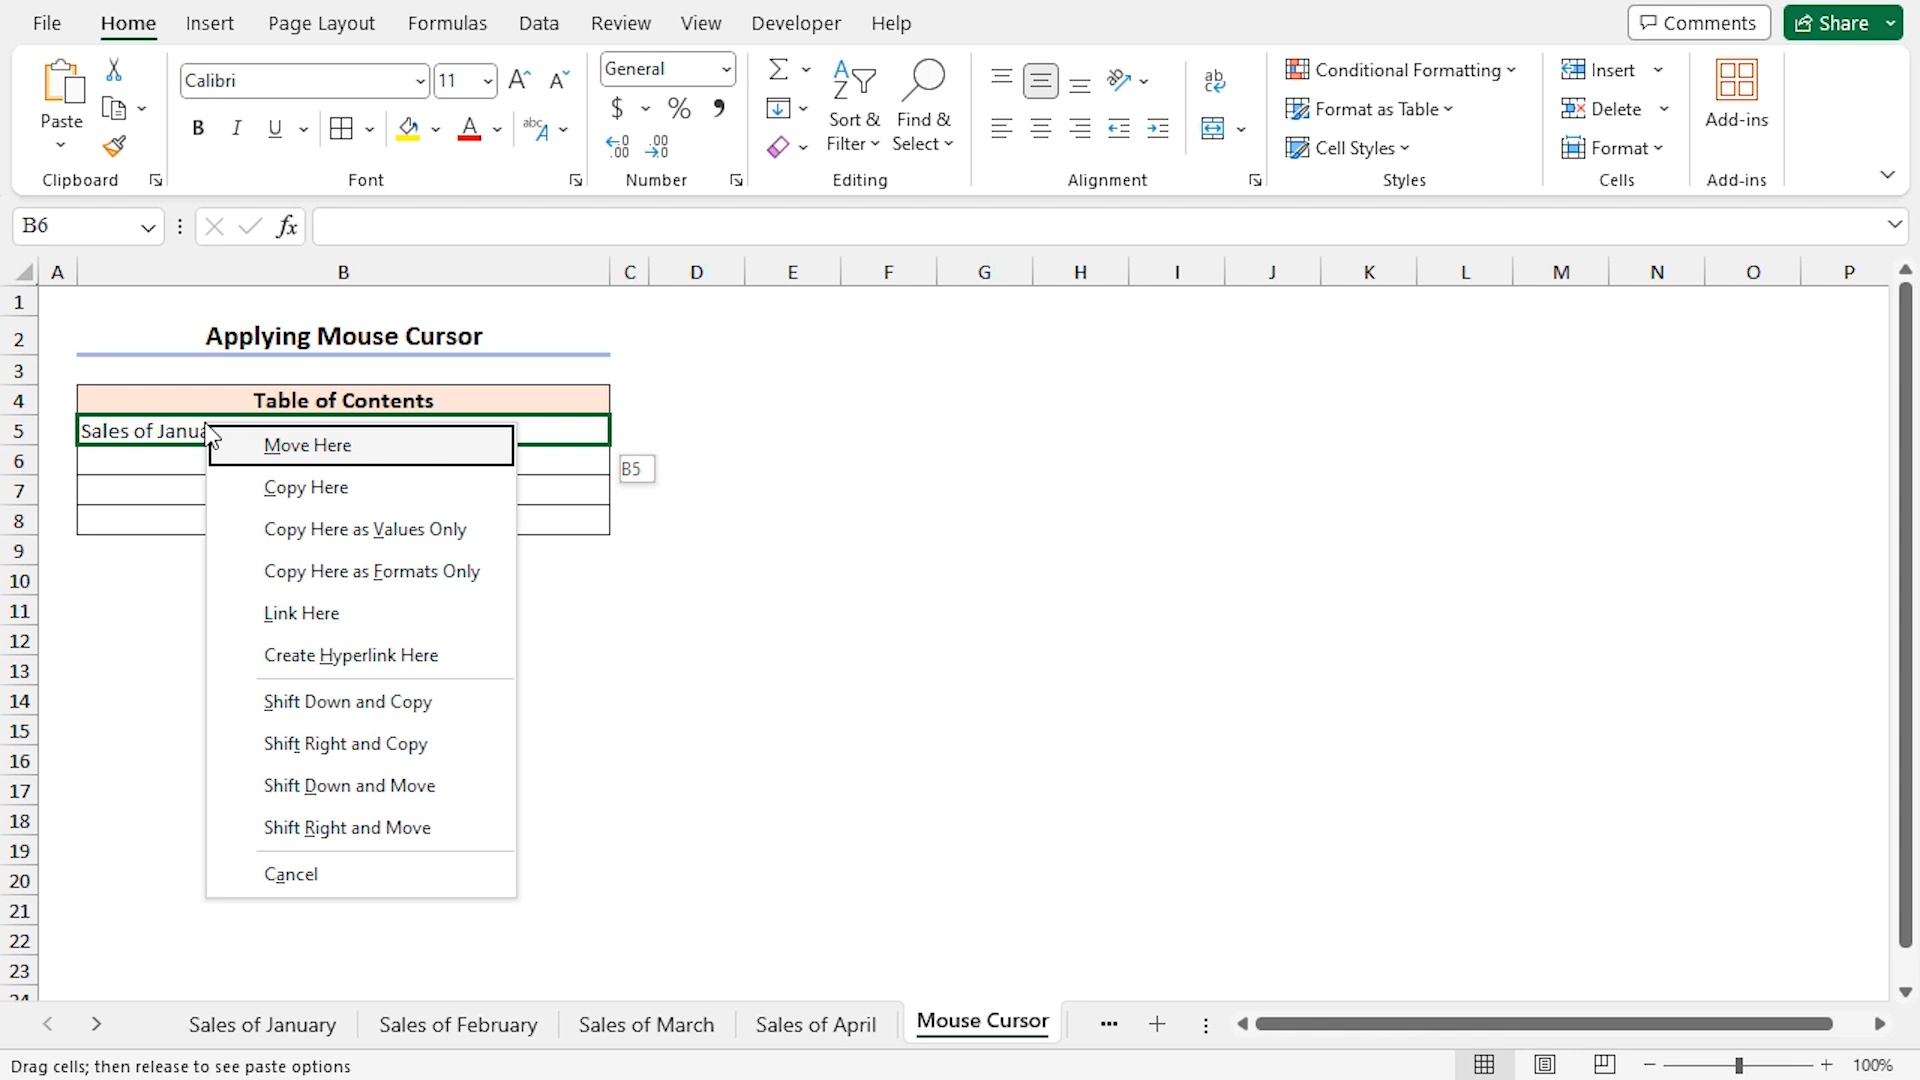 File Home Insert Page Layout Formulas Data Review View Developer Help Comments Share
Calibri 11 General
Paste
B I U A abc A $ % ,
Sort & Filter
Find & Select
ab c
Conditional Formatting
Format as Table
Cell Styles
Insert
Delete
Format
Add-ins
Clipboard Font Number Editing Alignment Styles Cells Add-ins
B6 fx
A B C D E F G H I J K L M N O P
1
2 Applying Mouse Cursor
3
4 Table of Contents
5 Sales of Janua
6 B5
7
8
9
10
11
12
13
14
15
16
17
18
19
20
21
22
23
24
Move Here
Copy Here
Copy Here as Values Only
Copy Here as Formats Only
Link Here
Create Hyperlink Here
Shift Down and Copy
Shift Right and Copy
Shift Down and Move
Shift Right and Move
Cancel
Sales of January Sales of February Sales of March Sales of April Mouse Cursor
Drag cells; then release to see paste options 100%